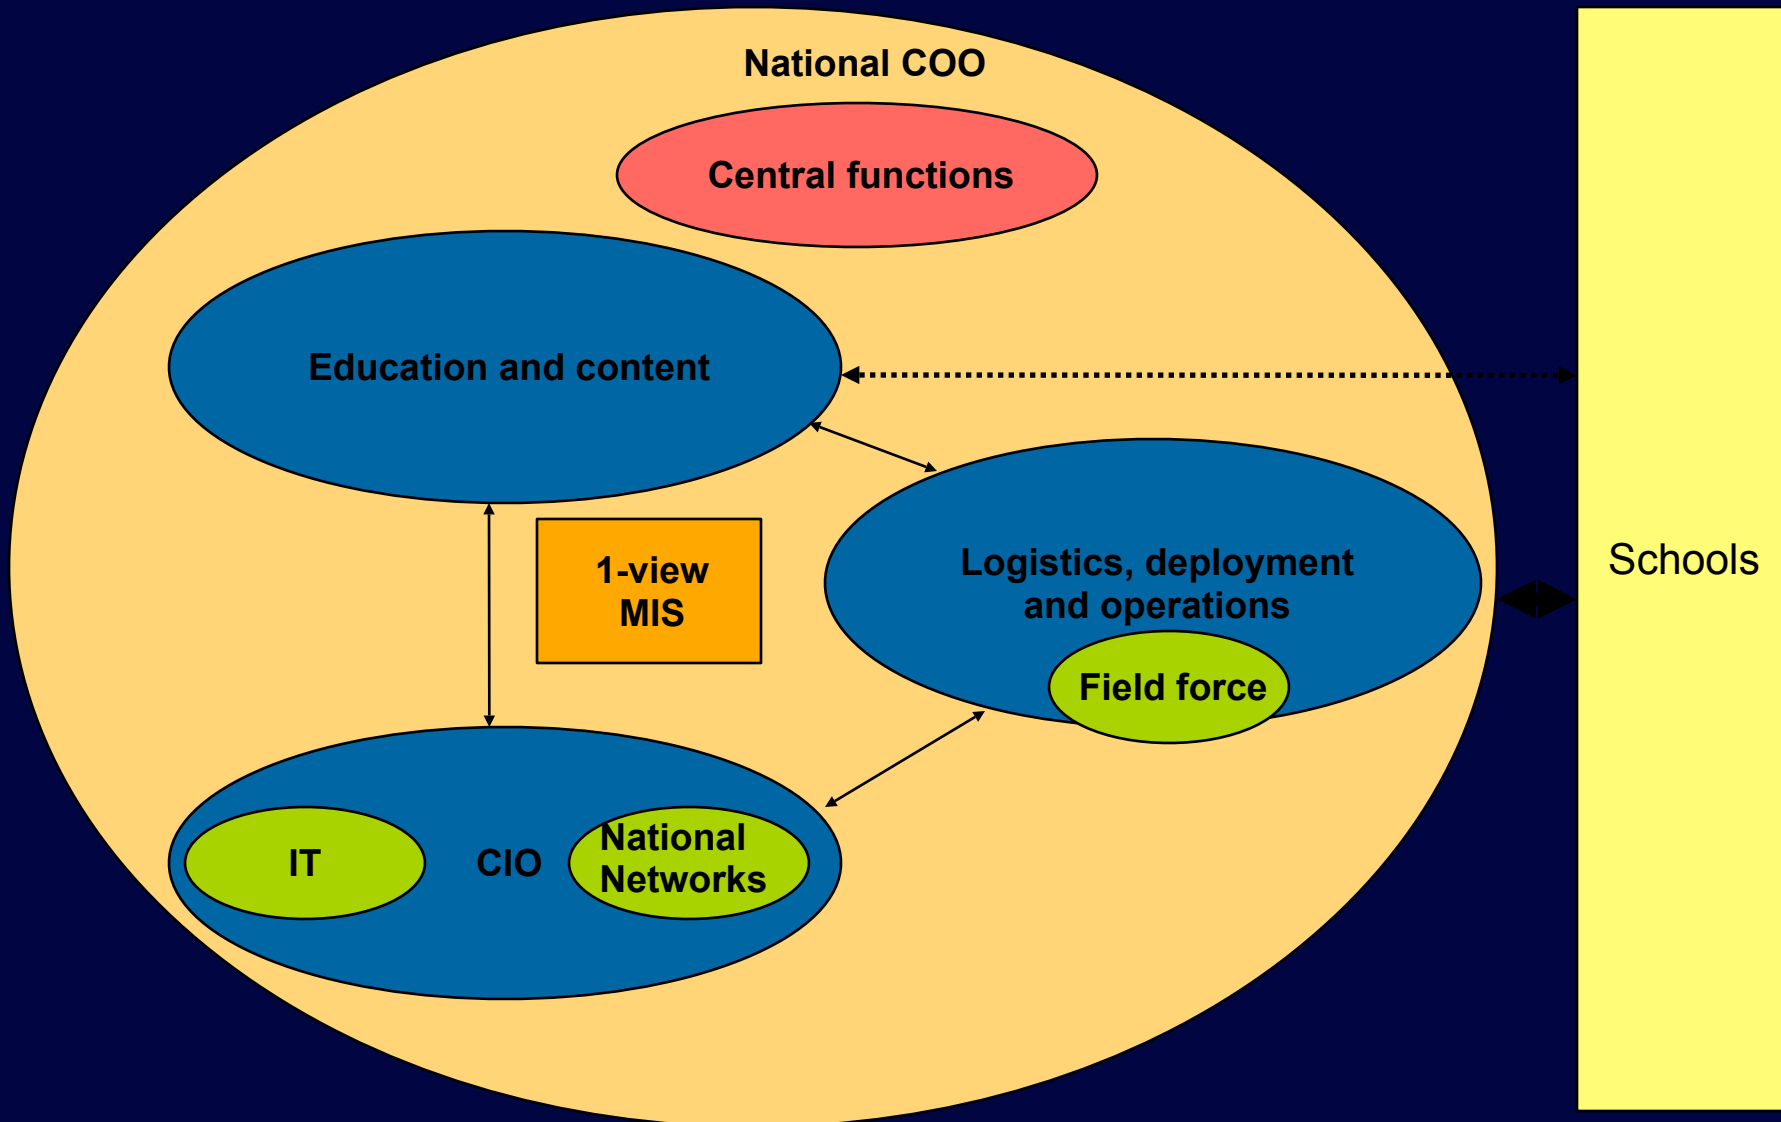 National COO
Central functions
Education and content
1-view
MIS
Logistics, deployment
and operations
Schools
Field force
IT
CIO
National
Networks